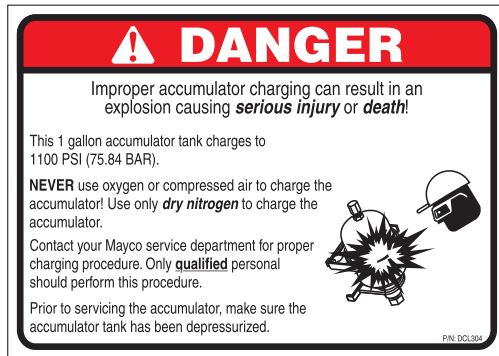 DANGER
Improper accumulator charging can result in an
explosion causing serious injury or death!
This 1 gallon accumulator tank charges to
1100 PSI (75.84 BAR).
NEVER use oxygen or compressed air to charge the
accumulator! Use only dry nitrogen to charge the
accumulator.
Contact your Mayco service department for proper
charging procedure. Only qualified personal
should perform this procedure.
Prior to servicing the accumulator, make sure the
accumulator tank has been depressurized.
P/N: DCL304